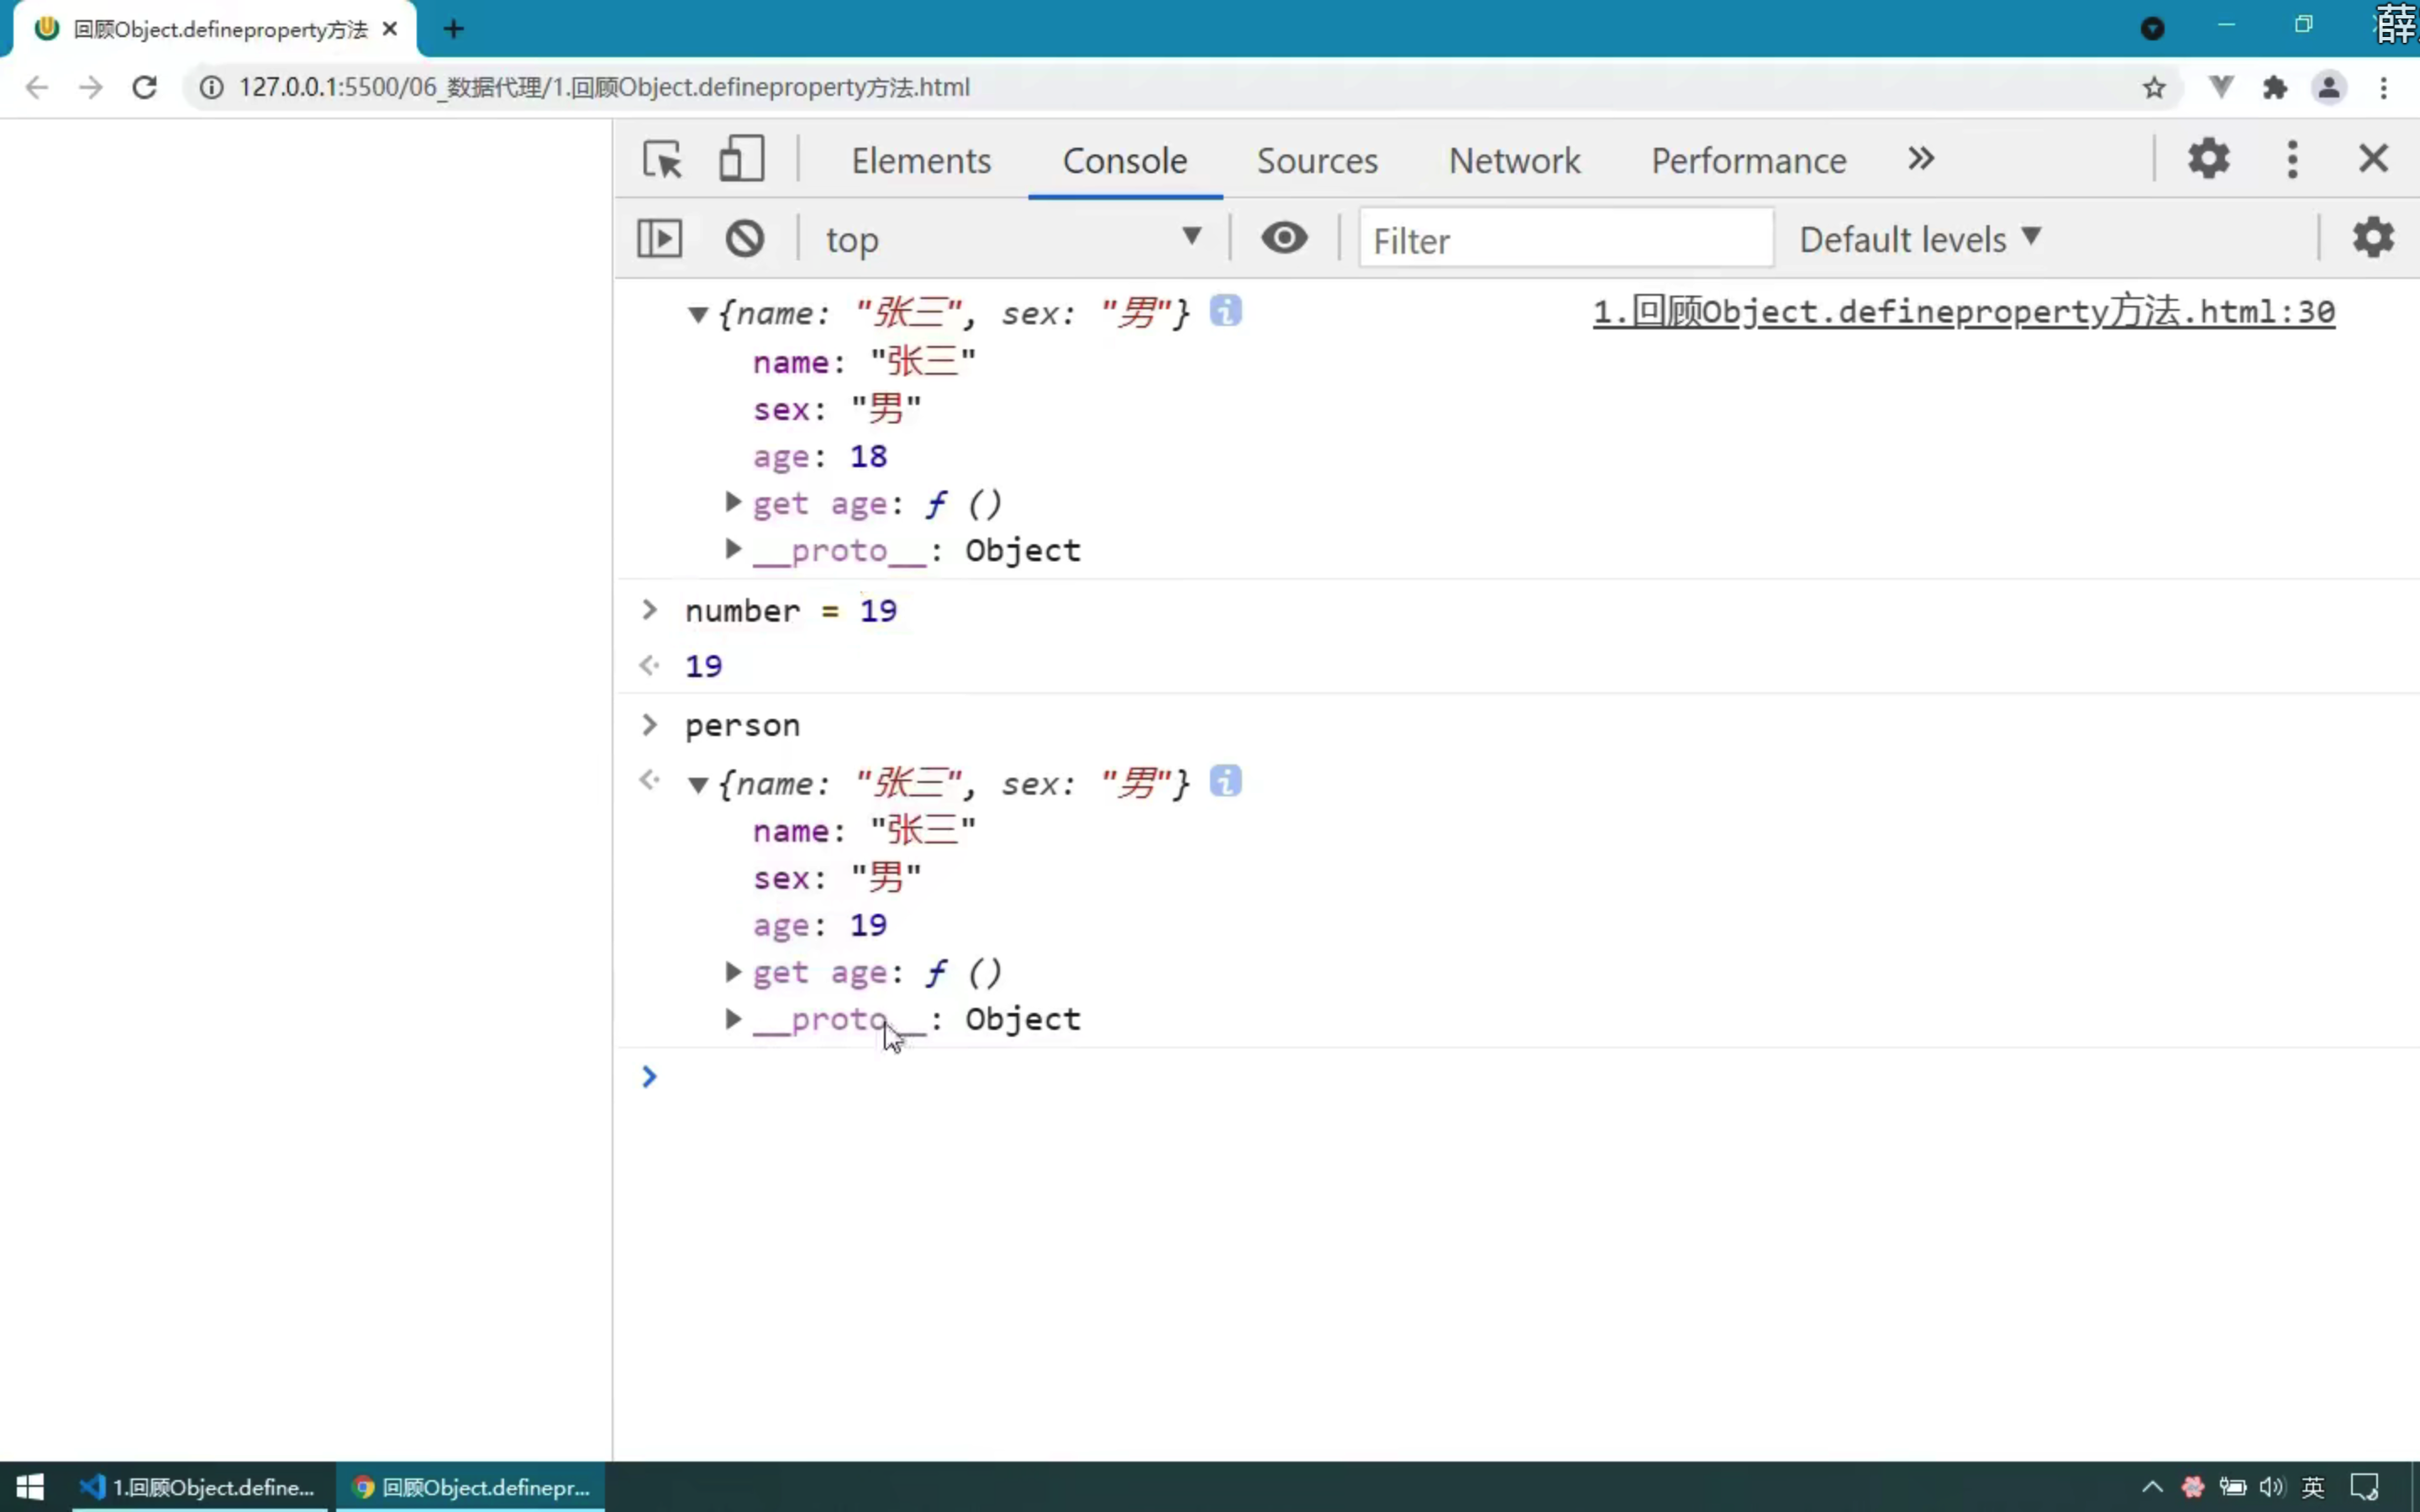 回顾Object.defineproperty方法
薛
127.0.0.1:5500/06_数据代理/1.回顾Object.defineproperty方法.html
Elements Console Sources Network Performance
top Filter Default levels
{name: "张三", sex: "男"} 1.回顾Object.defineproperty方法.html:30
name: "张三"
sex: "男"
age: 18
get age: ƒ ()
__proto__: Object
number = 19
19
person
{name: "张三", sex: "男"}
name: "张三"
sex: "男"
age: 19
get age: ƒ ()
__proto__: Object
1.回顾Object.define... 回顾Object.definepr... 英